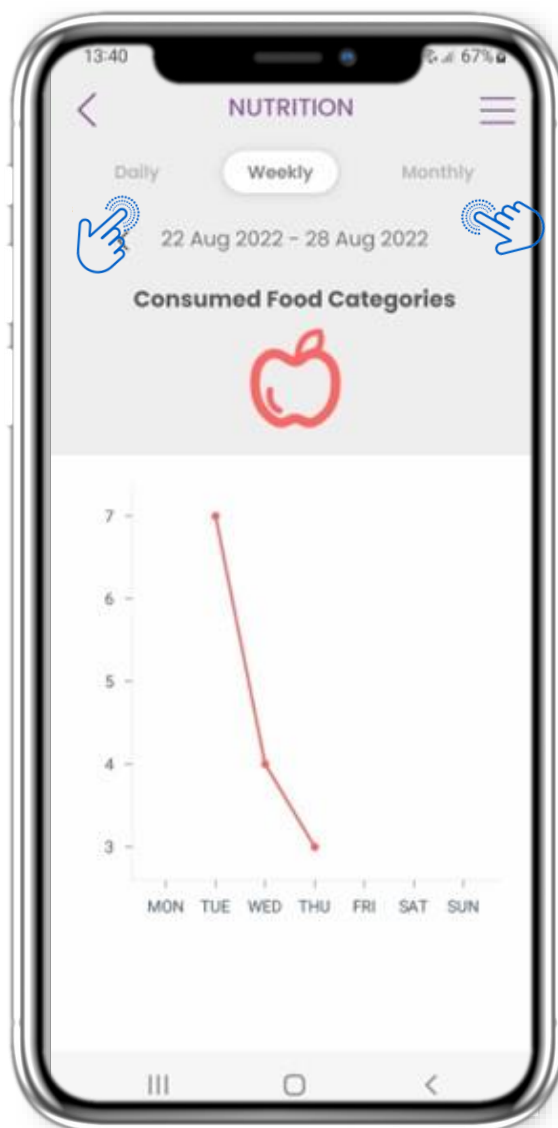 13:40 67%
NUTRITION
Daily Weekly Monthly
22 Aug 2022 - 28 Aug 2022
Consumed Food Categories
7
6
5
4
3
MON TUE WED THU FRI SAT SUN